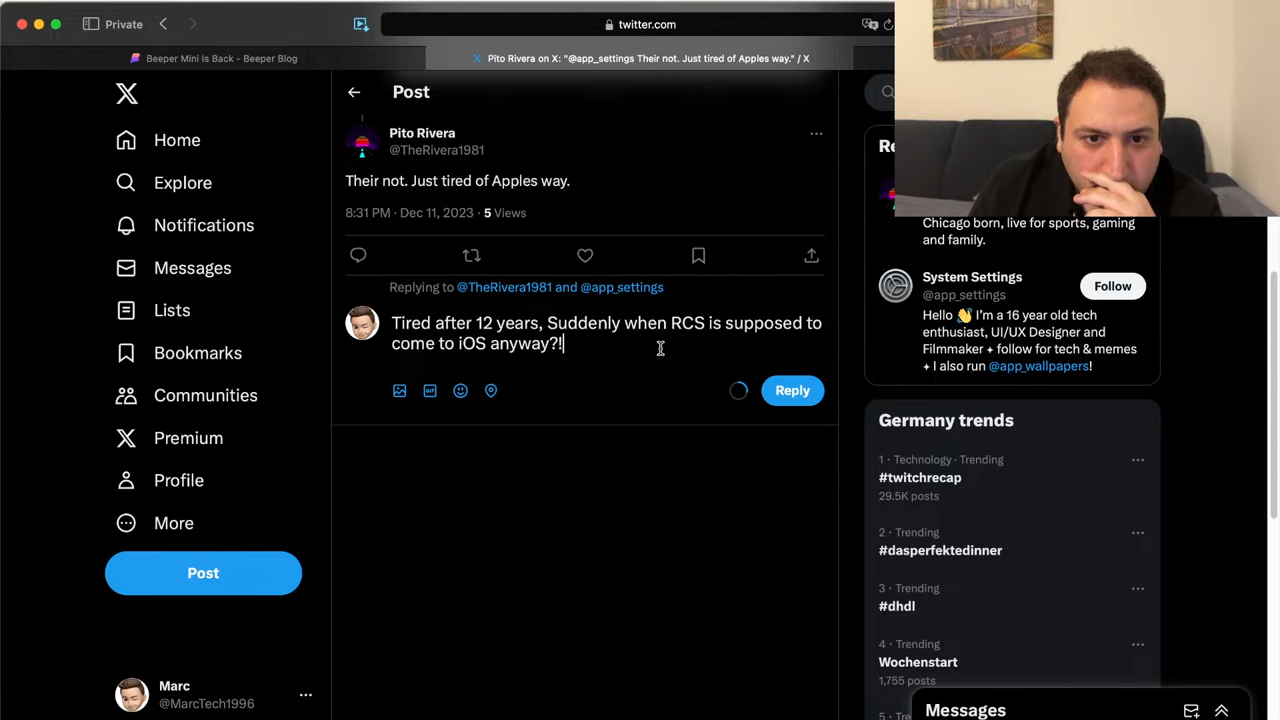 Private
twitter.com
Beeper Mini Is Back - Beeper Blog
Pito Rivera on X: "@app_settings Their not. Just tired of Apples way." / X
Home
Explore
Notifications
Messages
Lists
Bookmarks
Communities
Premium
Profile
More
Post
Marc
@MarcTech1996
Post
Pito Rivera
@TheRivera1981
Their not. Just tired of Apples way.
8:31 PM · Dec 11, 2023 · 5 Views
Replying to @TheRivera1981 and @app_settings
Tired after 12 years, Suddenly when RCS is supposed to
come to iOS anyway?!
GIF
Reply
Re
Chicago born, live for sports, gaming
and family.
System Settings
@app_settings
Follow
Hello 👋 I'm a 16 year old tech
enthusiast, UI/UX Designer and
Filmmaker + follow for tech & memes
+ I also run @app_wallpapers!
Germany trends
1 · Technology · Trending
#twitchrecap
29.5K posts
2 · Trending
#dasperfektedinner
3 · Trending
#dhdl
4 · Trending
Wochenstart
1,755 posts
5 · Tre
Messages